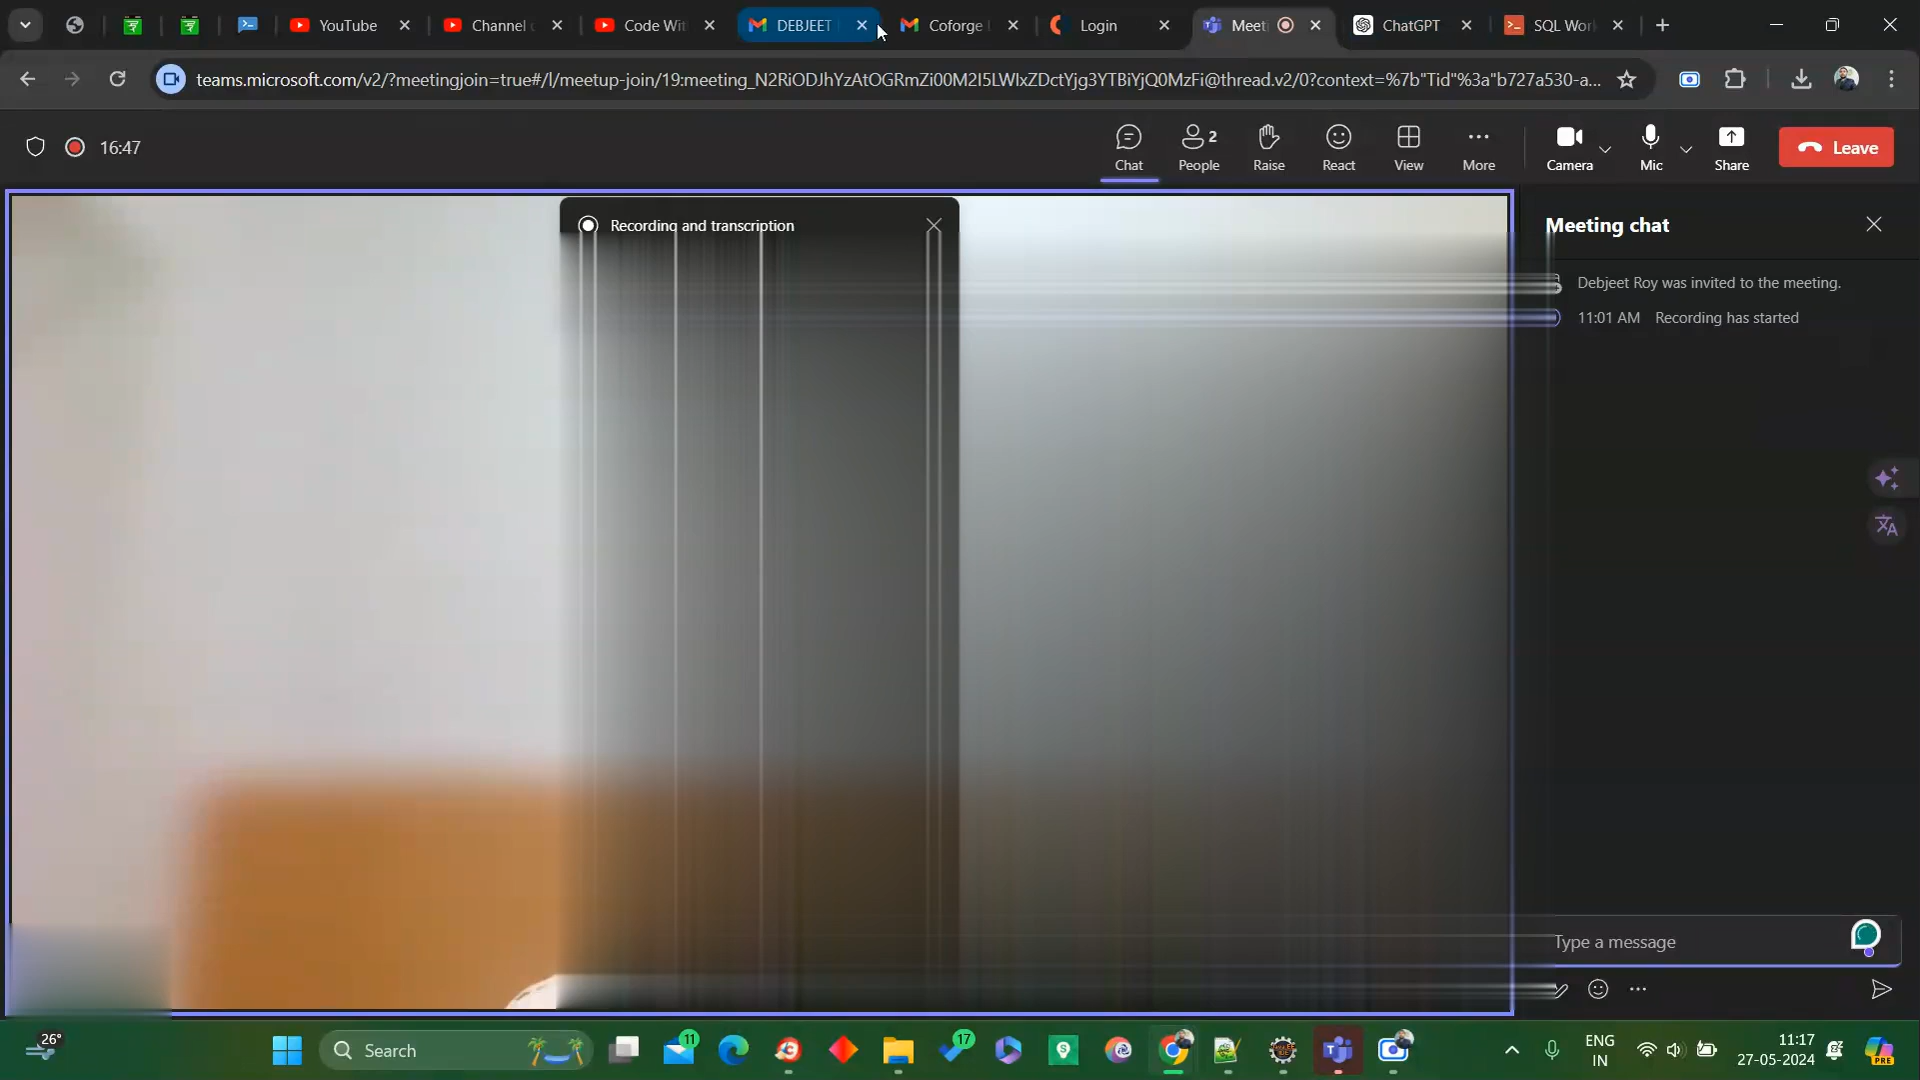 YouTube
Channel
Code Wit
DEBJEET
Coforge
Login
Meeti
ChatGPT
SQL Wor
teams.microsoft.com/v2/?meetingjoin=true#/l/meetup-join/19:meeting_N2RiODJhYzAtOGRmZi00M2I5LWIxZDctYjg3YTBiYjQ0MzFi@thread.v2/0?context=%7b"Tid"%3a"b727a530-a...
16:47
Chat
2
People
Raise
React
View
More
Camera
Mic
Share
Leave
Recording and transcription
Meeting chat
Debjeet Roy was invited to the meeting.
11:01 AM Recording has started
Type a message
26°
Search
11
17
ENG
IN
11:17
27-05-2024
PRE